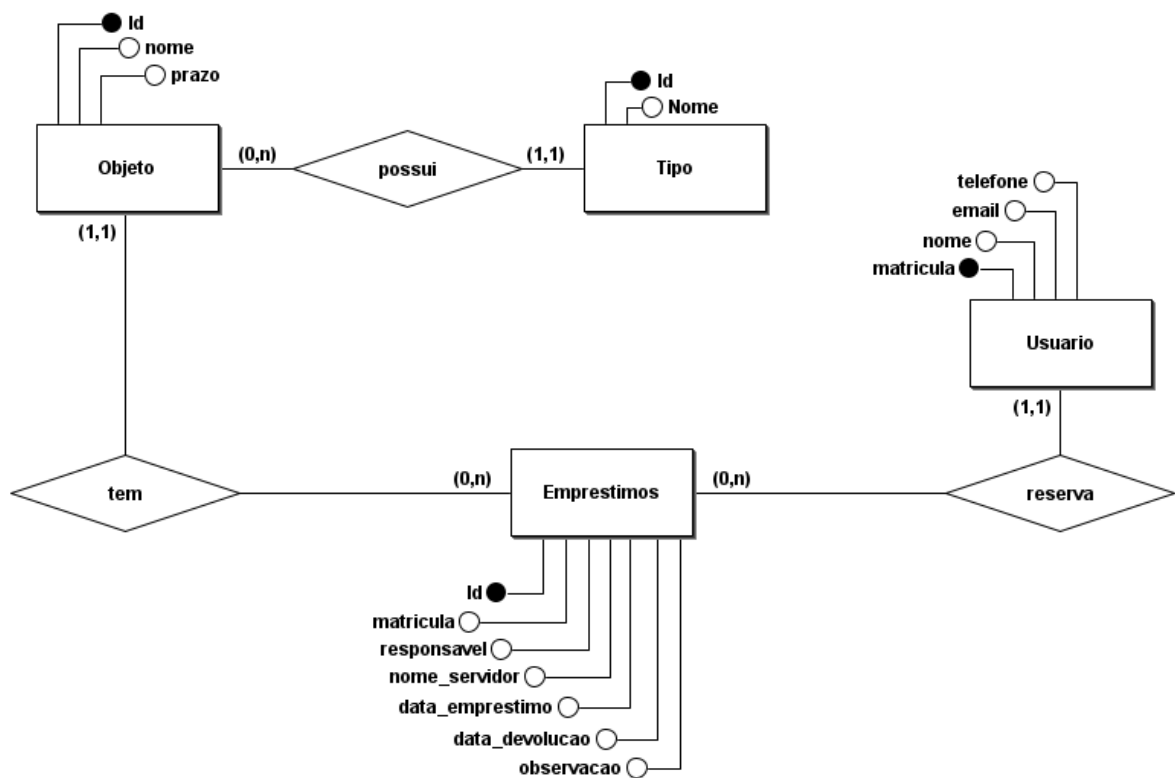 Id
nome
prazo
Objeto
(0,n)
possui
(1,1)
Id
Nome
Tipo
(1,1)
telefone
email
nome
matricula
Usuario
(1,1)
tem
(0,n)
Emprestimos
(0,n)
reserva
Id
matricula
responsavel
nome_servidor
data_emprestimo
data_devolucao
observacao